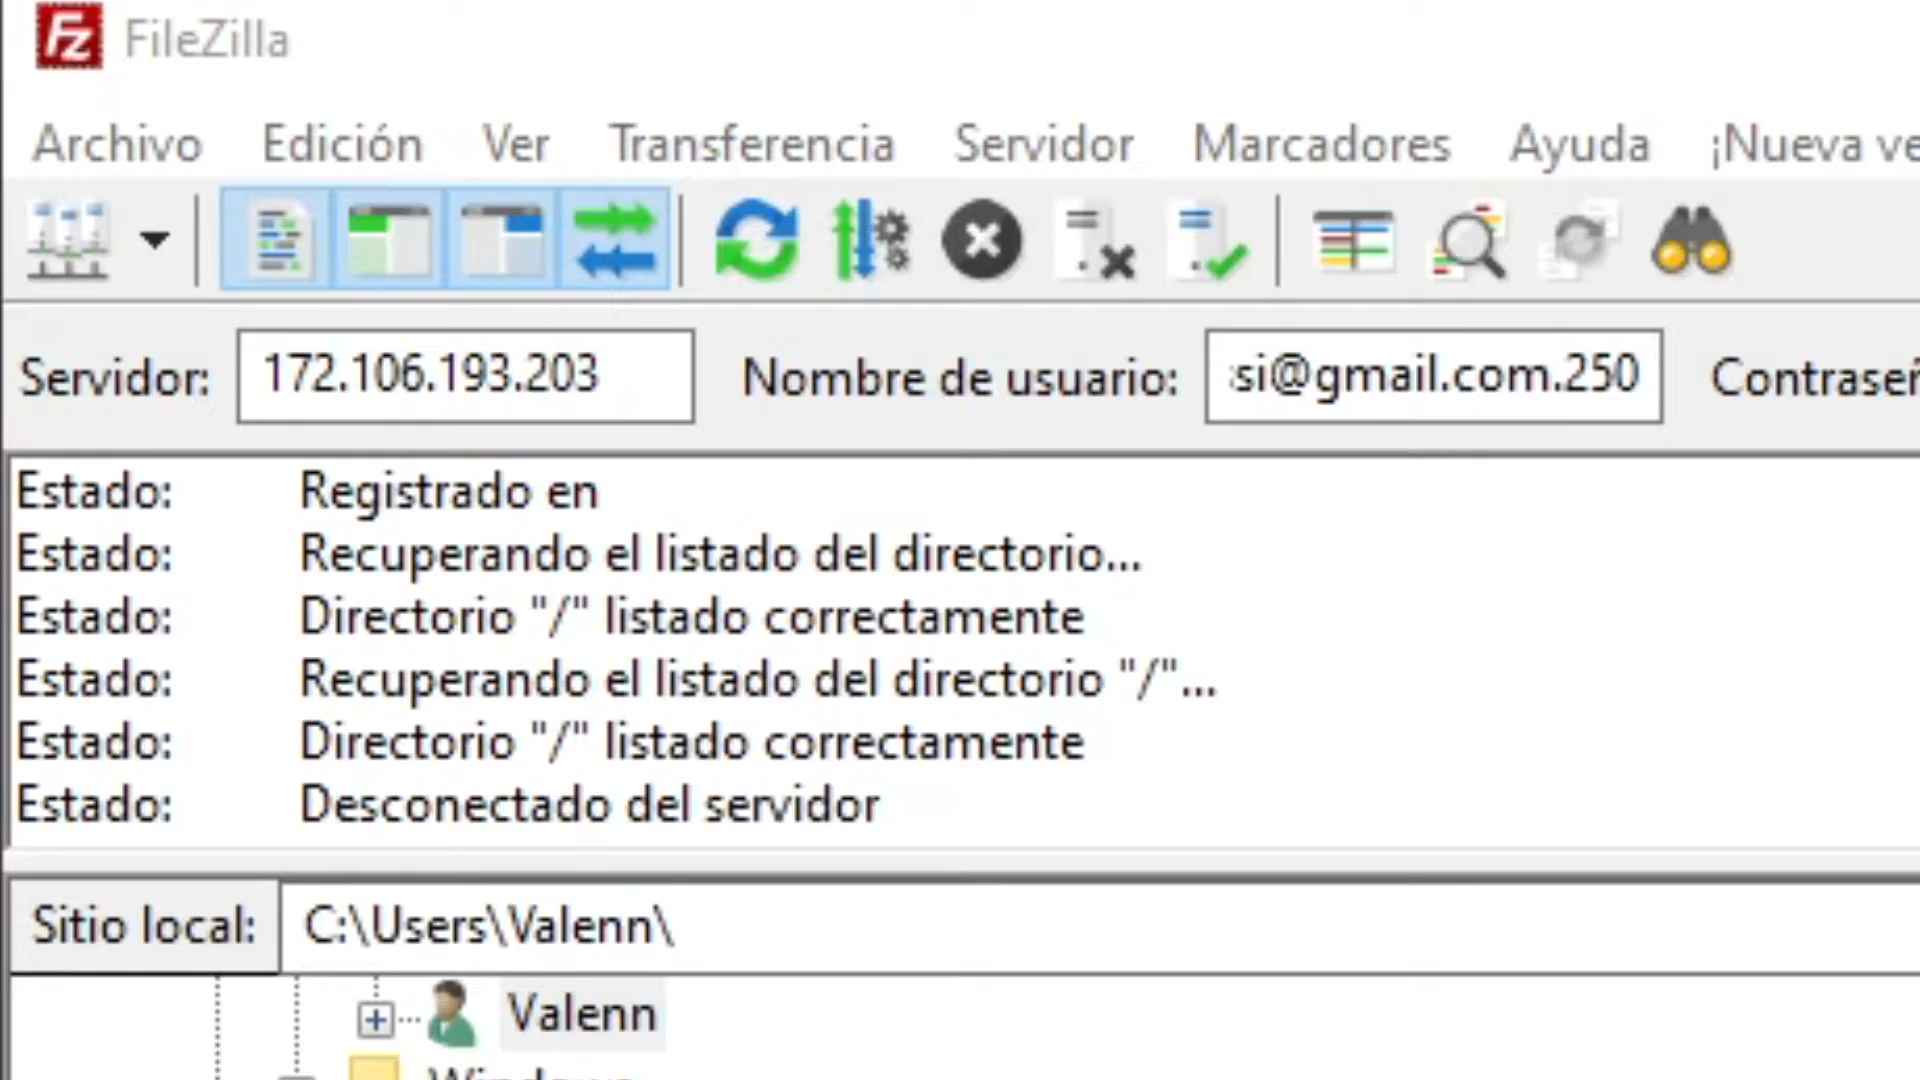 FileZilla
Archivo Edición Ver Transferencia Servidor Marcadores Ayuda ¡Nueva ve
Servidor: 172.106.193.203 Nombre de usuario: si@gmail.com.250 Contraseñ
Estado: Registrado en
Estado: Recuperando el listado del directorio...
Estado: Directorio "/" listado correctamente
Estado: Recuperando el listado del directorio "/"...
Estado: Directorio "/" listado correctamente
Estado: Desconectado del servidor
Sitio local: C:\Users\Valenn\
Valenn
Windows